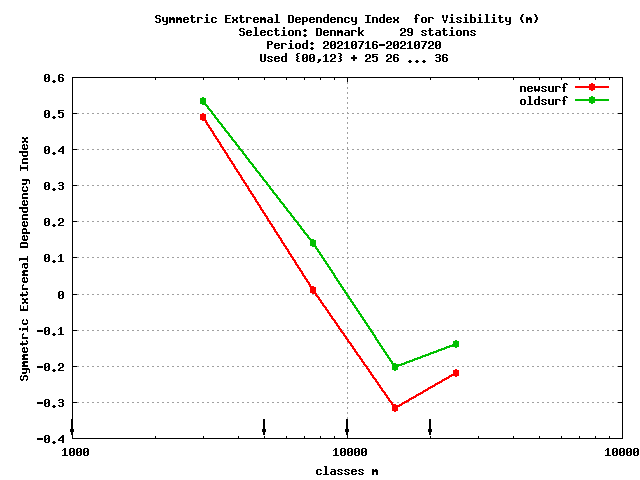 Symmetric Extremal Dependency Index  for Visibility (m)
Selection: Denmark     29 stations
Period: 20210716-20210720
Used {00,12} + 25 26 ... 36
newsurf
oldsurf
Symmetric Extremal Dependency Index
0.6
0.5
0.4
0.3
0.2
0.1
0
-0.1
-0.2
-0.3
-0.4
1000 10000 10000
classes m